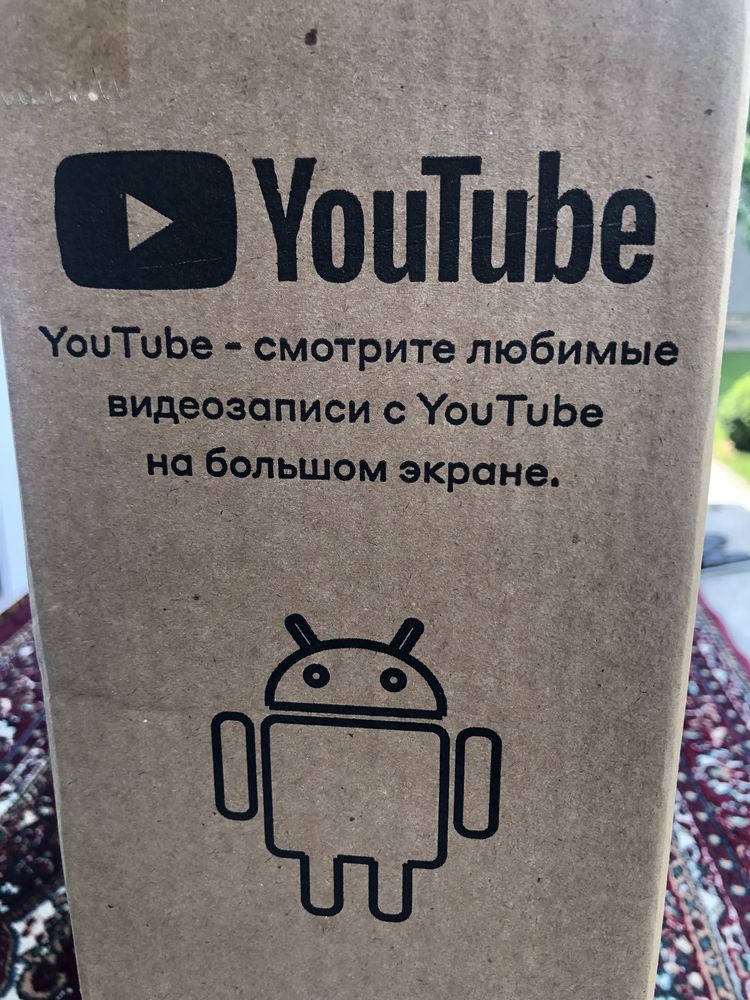 YouTube
YouTube - смотрите любимые
видеозаписи с YouTube
на большом экране.